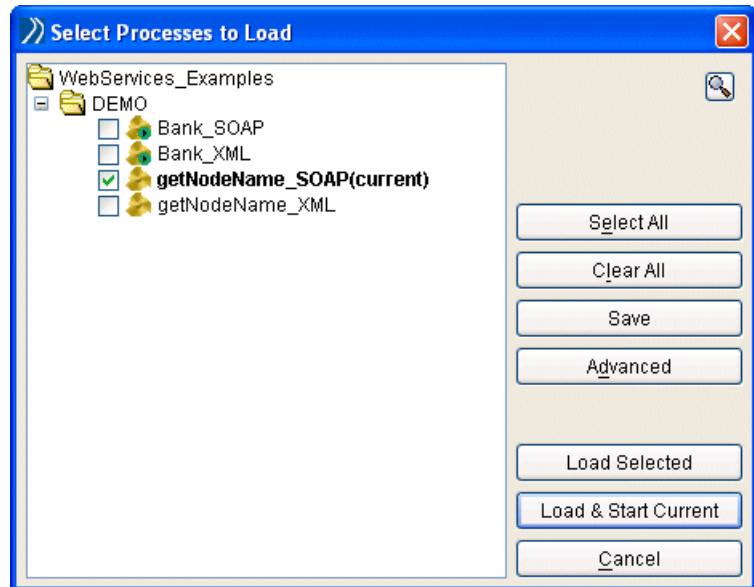 Select Processes to Load
WebServices_Examples
DEMO
Bank_SOAP
Bank_XML
getNodeName_SOAP(current)
getNodeName_XML
Select All
Clear All
Save
Advanced
Load Selected
Load & Start Current
Cancel